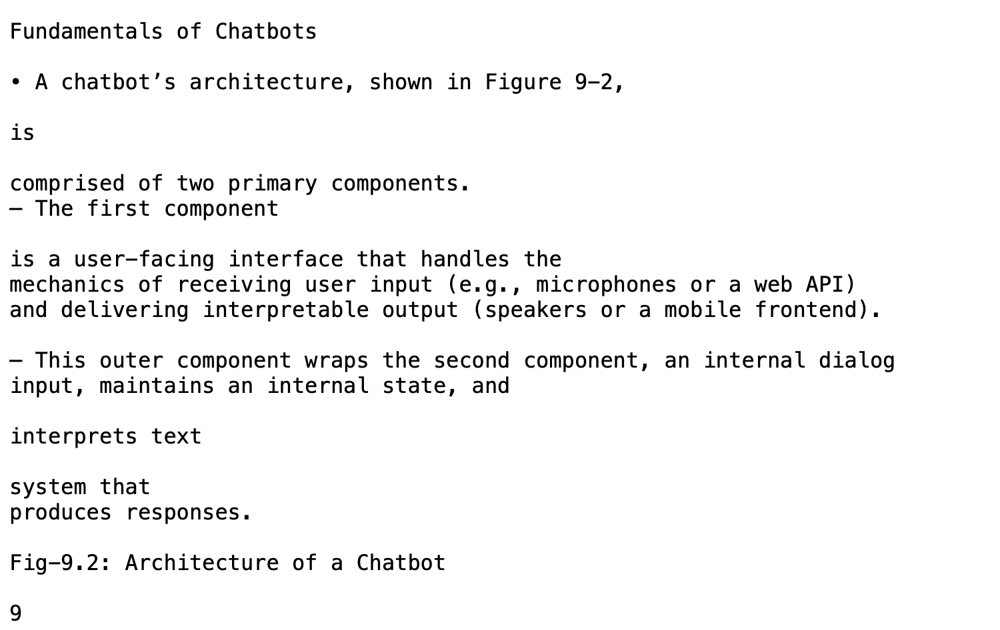 Fundamentals of Chatbots
• A chatbot’s architecture, shown in Figure 9–2,
is
comprised of two primary components.
– The first component
is a user–facing interface that handles the
mechanics of receiving user input (e.g., microphones or a web API)
and delivering interpretable output (speakers or a mobile frontend).
– This outer component wraps the second component, an internal dialog
input, maintains an internal state, and
interprets text
system that
produces responses.
Fig–9.2: Architecture of a Chatbot
9